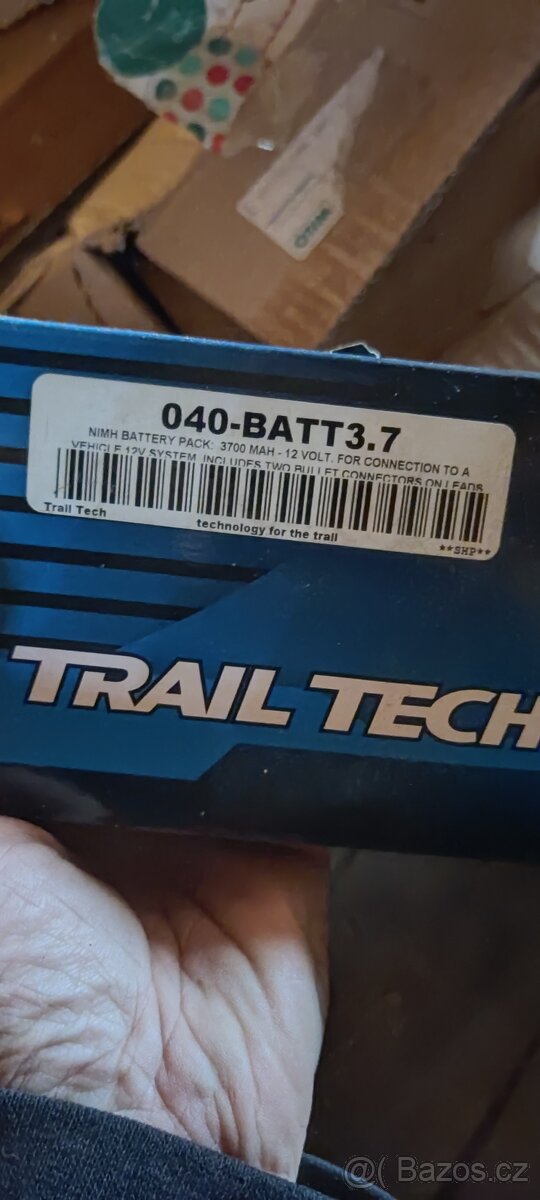 040-BATT3.7
NIMH BATTERY PACK: 3700 MAH - 12 VOLT. FOR CONNECTION TO A
VEHICLE 12V SYSTEM. INCLUDES TWO BULLET CONNECTORS ON LEADS
Trail Tech
technology for the trail
**SHP**
TRAIL TECH
Bazos.cz